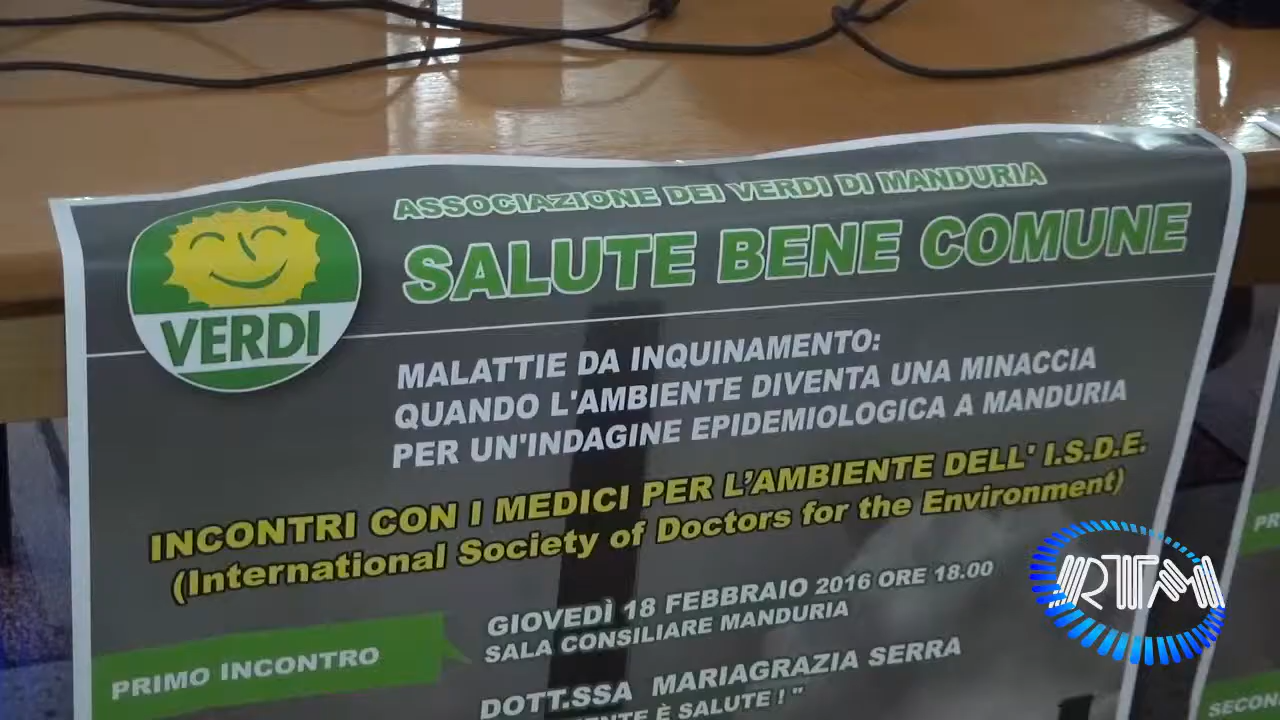 ASSOCIAZIONE DEI VERDI DI MANDURIA
SALUTE BENE COMUNE
VERDI
MALATTIE DA INQUINAMENTO:
QUANDO L'AMBIENTE DIVENTA UNA MINACCIA
PER UN'INDAGINE EPIDEMIOLOGICA A MANDURIA
INCONTRI CON I MEDICI PER L'AMBIENTE DELL' I.S.D.E.
(International Society of Doctors for the Environment)
GIOVEDÌ 18 FEBBRAIO 2016 ORE 18.00
SALA CONSILIARE MANDURIA
PRIMO INCONTRO
DOTT.SSA MARIAGRAZIA SERRA
È SALUTE ! "
RTM